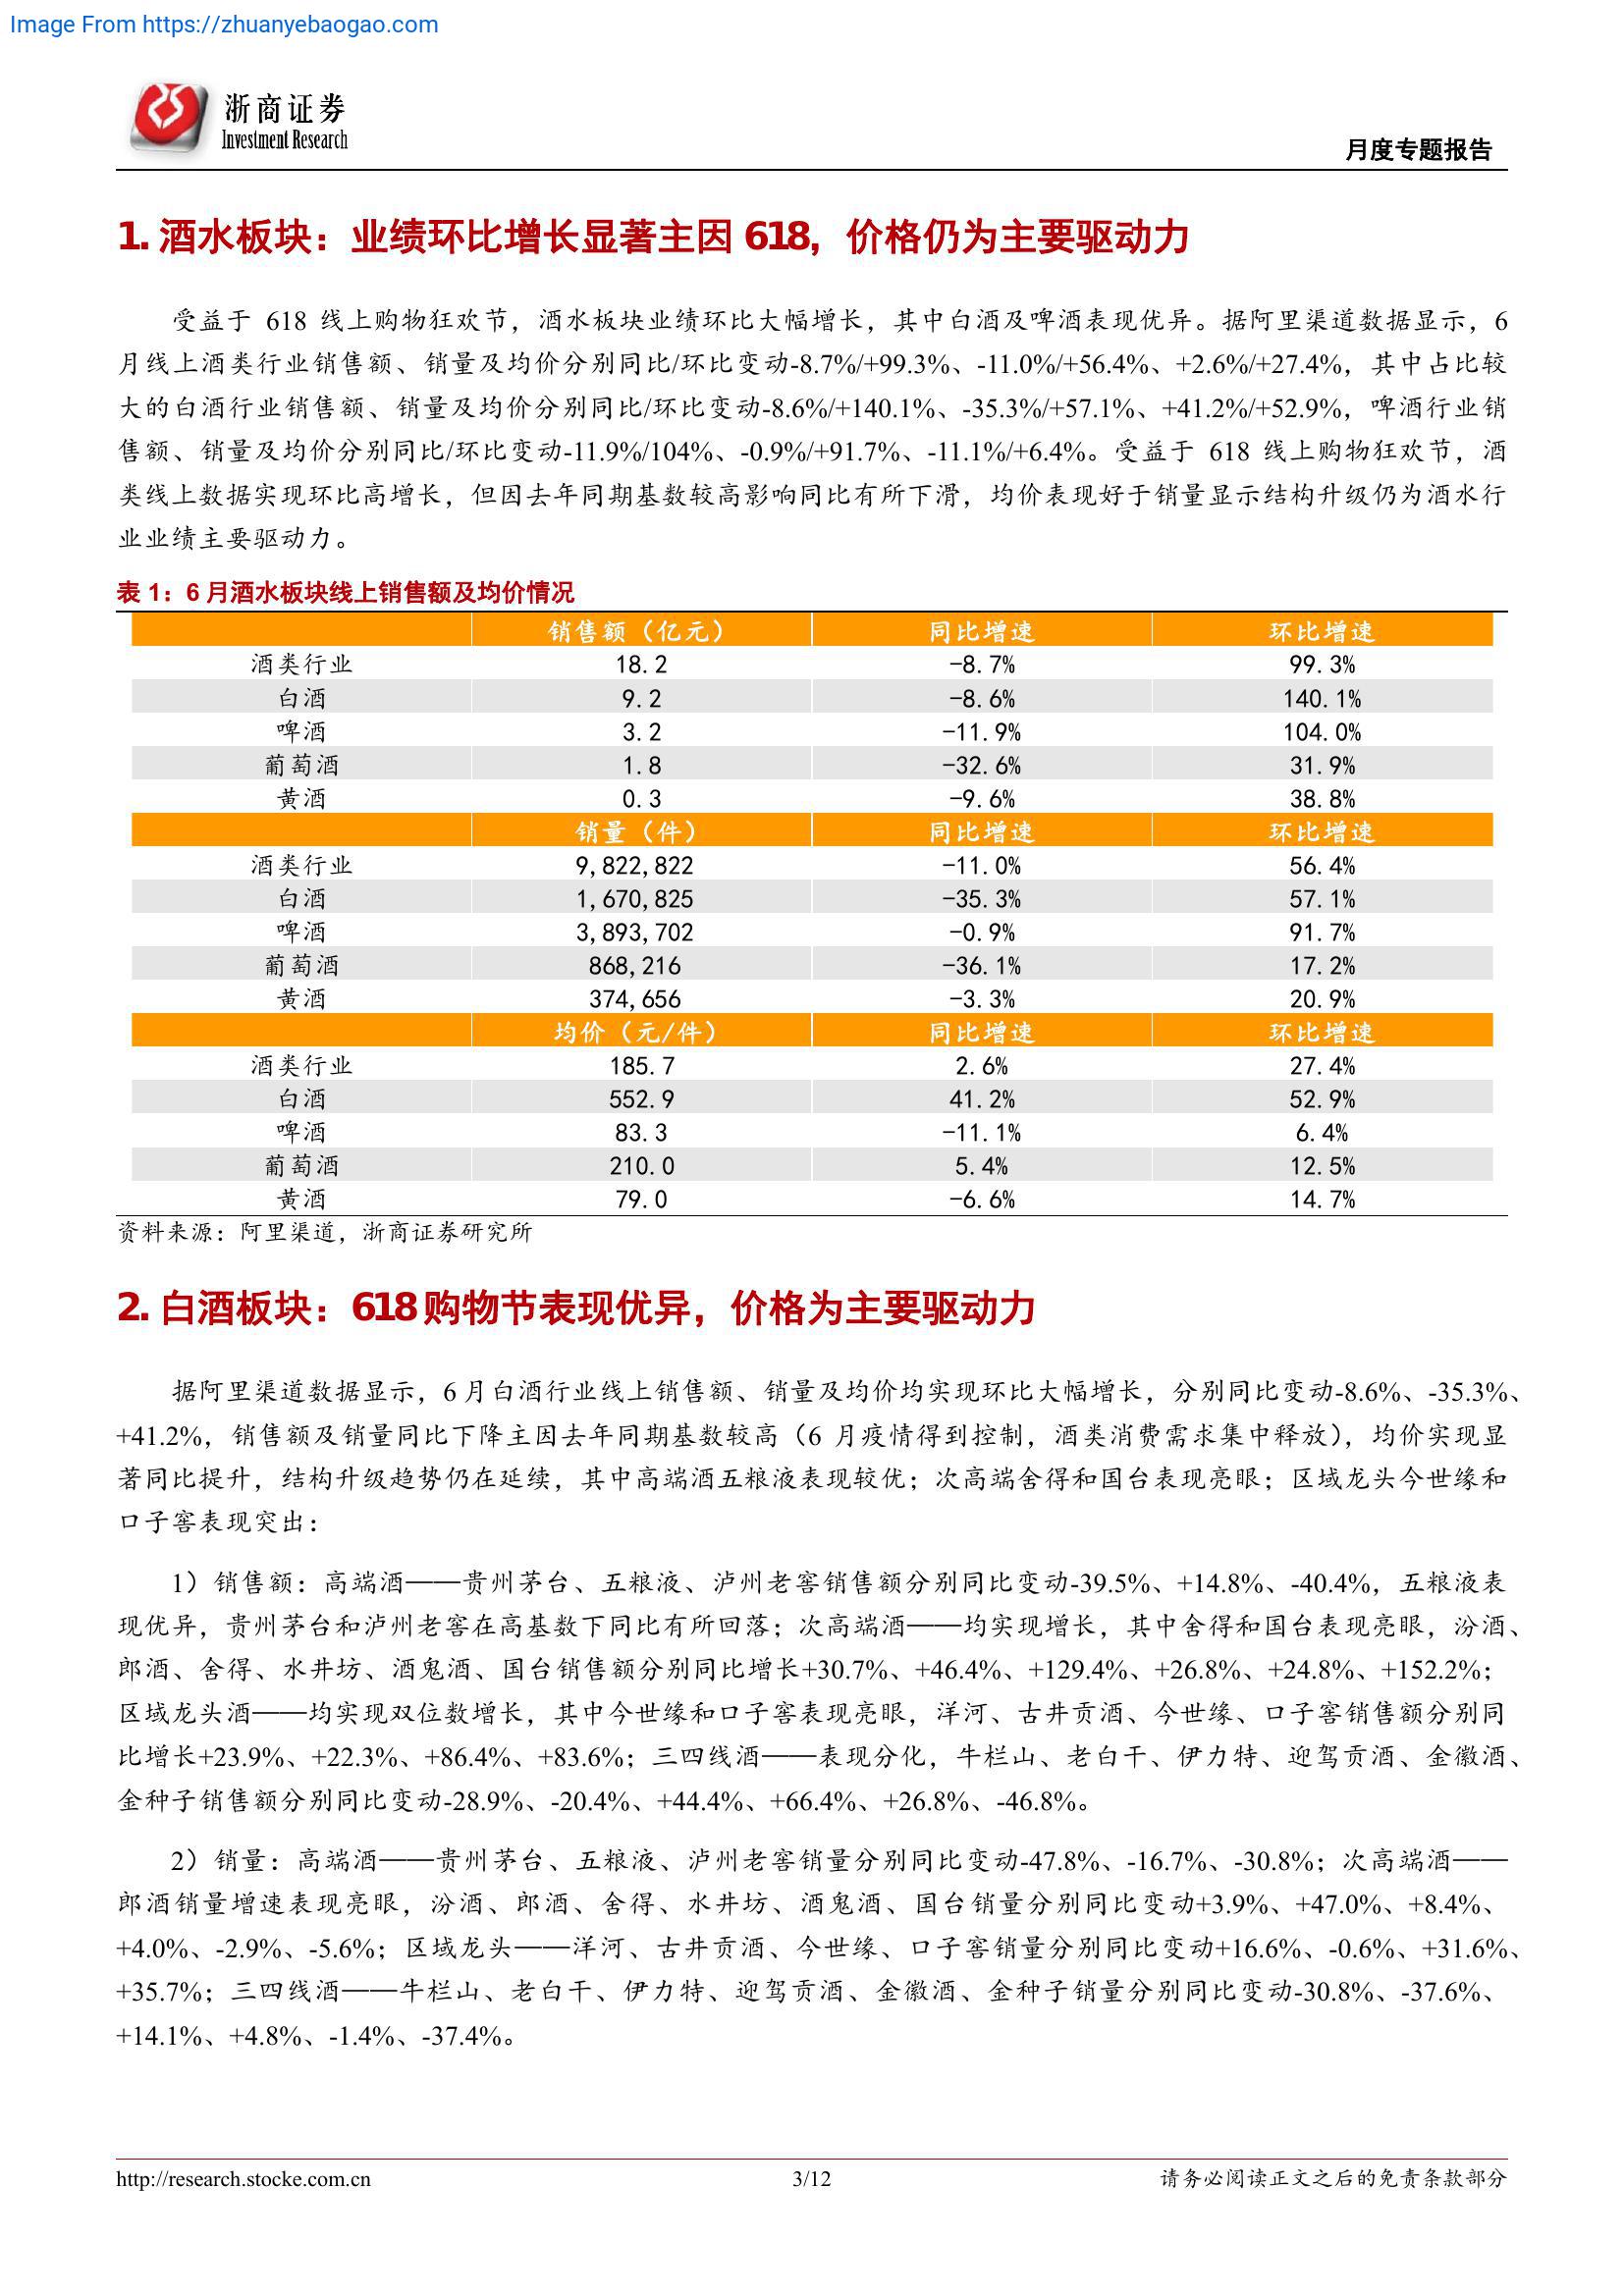 Image From https://zhuanyebaogao.com
浙商证券
Investment Research
月度专题报告
1. 酒水板块：业绩环比增长显著主因 618，价格仍为主要驱动力
受益于 618 线上购物狂欢节，酒水板块业绩环比大幅增长，其中白酒及啤酒表现优异。据阿里渠道数据显示，6
月线上酒类行业销售额、销量及均价分别同比/环比变动-8.7%/+99.3%、-11.0%/+56.4%、+2.6%/+27.4%，其中占比较
大的白酒行业销售额、销量及均价分别同比/环比变动-8.6%/+140.1%、-35.3%/+57.1%、+41.2%/+52.9%，啤酒行业销
售额、销量及均价分别同比/环比变动-11.9%/104%、-0.9%/+91.7%、-11.1%/+6.4%。受益于 618 线上购物狂欢节，酒
类线上数据实现环比高增长，但因去年同期基数较高影响同比有所下滑，均价表现好于销量显示结构升级仍为酒水行
业业绩主要驱动力。
表 1：6 月酒水板块线上销售额及均价情况
销售额（亿元） 同比增速 环比增速
酒类行业 18.2 -8.7% 99.3%
白酒 9.2 -8.6% 140.1%
啤酒 3.2 -11.9% 104.0%
葡萄酒 1.8 -32.6% 31.9%
黄酒 0.3 -9.6% 38.8%
销量（件） 同比增速 环比增速
酒类行业 9,822,822 -11.0% 56.4%
白酒 1,670,825 -35.3% 57.1%
啤酒 3,893,702 -0.9% 91.7%
葡萄酒 868,216 -36.1% 17.2%
黄酒 374,656 -3.3% 20.9%
均价（元/件） 同比增速 环比增速
酒类行业 185.7 2.6% 27.4%
白酒 552.9 41.2% 52.9%
啤酒 83.3 -11.1% 6.4%
葡萄酒 210.0 5.4% 12.5%
黄酒 79.0 -6.6% 14.7%
资料来源：阿里渠道，浙商证券研究所
2. 白酒板块：618 购物节表现优异，价格为主要驱动力
据阿里渠道数据显示，6 月白酒行业线上销售额、销量及均价均实现环比大幅增长，分别同比变动-8.6%、-35.3%、
+41.2%，销售额及销量同比下降主因去年同期基数较高（6 月疫情得到控制，酒类消费需求集中释放），均价实现显
著同比提升，结构升级趋势仍在延续，其中高端酒五粮液表现较优；次高端舍得和国台表现亮眼；区域龙头今世缘和
口子窖表现突出：
1）销售额：高端酒——贵州茅台、五粮液、泸州老窖销售额分别同比变动-39.5%、+14.8%、-40.4%，五粮液表
现优异，贵州茅台和泸州老窖在高基数下同比有所回落；次高端酒——均实现增长，其中舍得和国台表现亮眼，汾酒、
郎酒、舍得、水井坊、酒鬼酒、国台销售额分别同比增长+30.7%、+46.4%、+129.4%、+26.8%、+24.8%、+152.2%；
区域龙头酒——均实现双位数增长，其中今世缘和口子窖表现亮眼，洋河、古井贡酒、今世缘、口子窖销售额分别同
比增长+23.9%、+22.3%、+86.4%、+83.6%；三四线酒——表现分化，牛栏山、老白干、伊力特、迎驾贡酒、金徽酒、
金种子销售额分别同比变动-28.9%、-20.4%、+44.4%、+66.4%、+26.8%、-46.8%。
2）销量：高端酒——贵州茅台、五粮液、泸州老窖销量分别同比变动-47.8%、-16.7%、-30.8%；次高端酒——
郎酒销量增速表现亮眼，汾酒、郎酒、舍得、水井坊、酒鬼酒、国台销量分别同比变动+3.9%、+47.0%、+8.4%、
+4.0%、-2.9%、-5.6%；区域龙头——洋河、古井贡酒、今世缘、口子窖销量分别同比变动+16.6%、-0.6%、+31.6%、
+35.7%；三四线酒——牛栏山、老白干、伊力特、迎驾贡酒、金徽酒、金种子销量分别同比变动-30.8%、-37.6%、
+14.1%、+4.8%、-1.4%、-37.4%。
http://research.stocke.com.cn 3/12 请务必阅读正文之后的免责条款部分